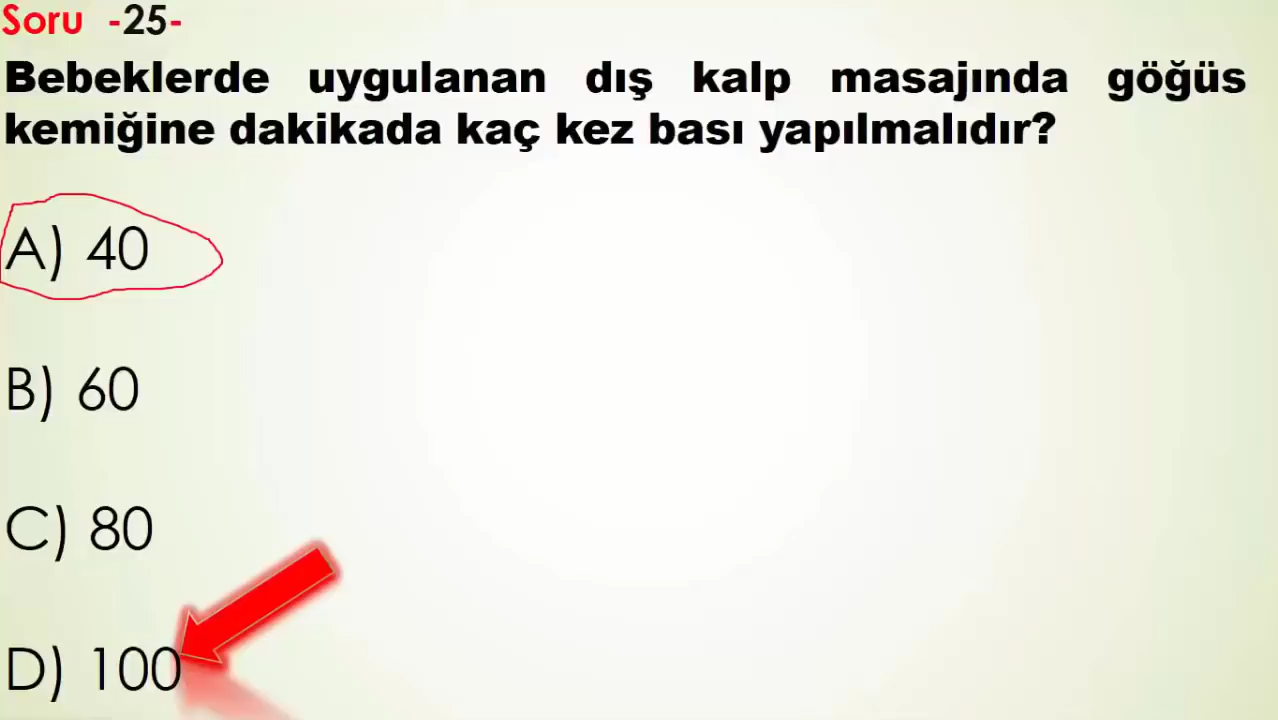 Soru -25-
Bebeklerde uygulanan dış kalp masajında göğüs
kemiğine dakikada kaç kez bası yapılmalıdır?
A) 40
B) 60
C) 80
D) 100